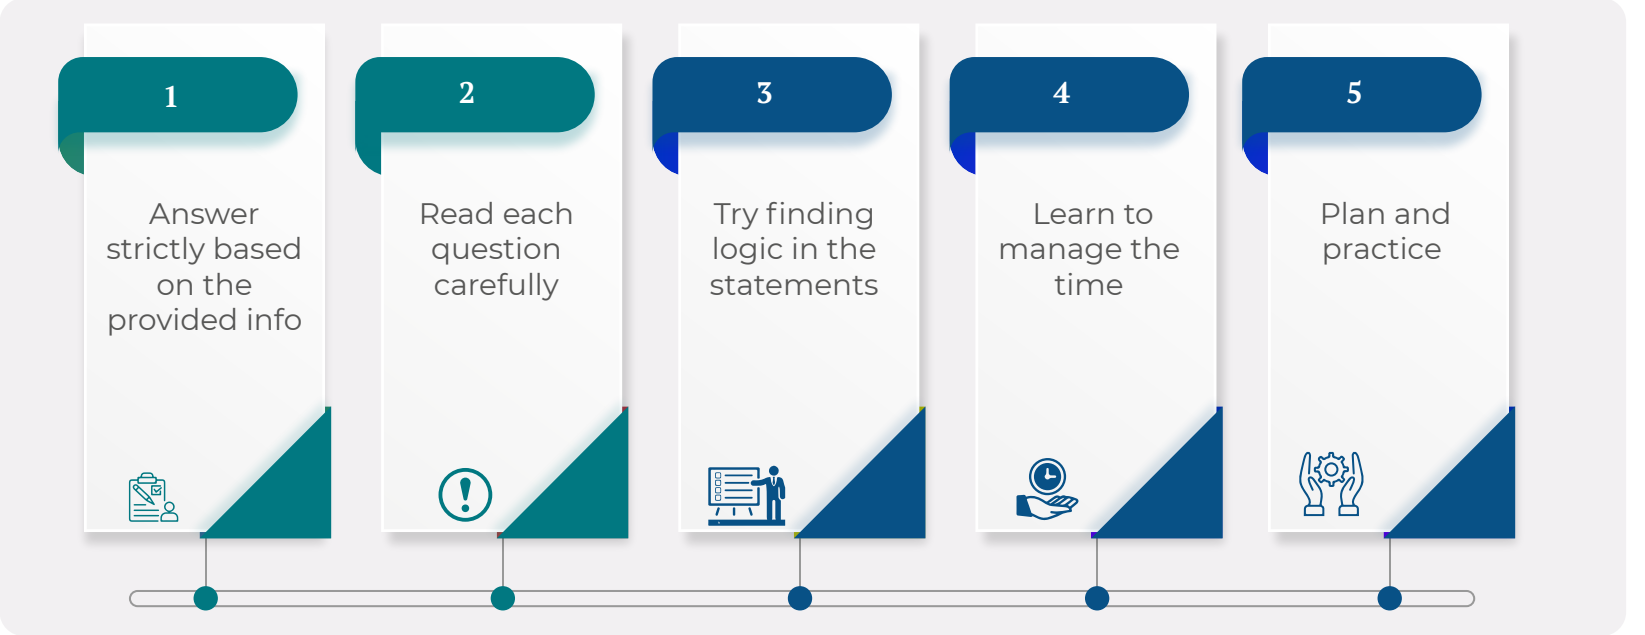 1
Answer
strictly based
on the
provided info
2
Read each
question
carefully
3
Try finding
logic in the
statements
4
Learn to
manage the
time
5
Plan and
practice